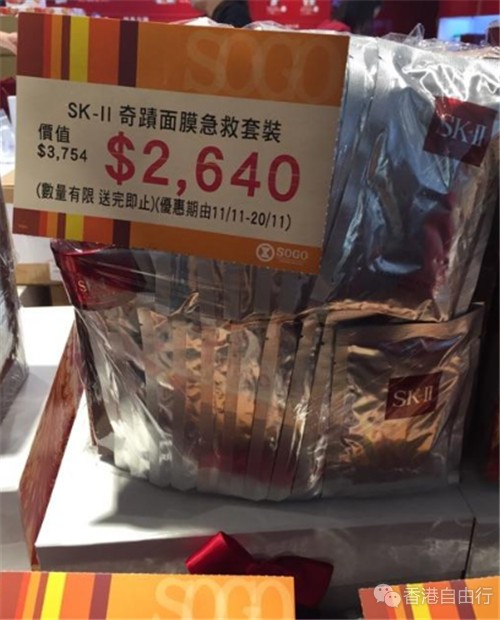 SOGO
SK-II 奇蹟面膜急救套裝
價值
$3,754
$2,640
(數量有限 送完即止)(優惠期由11/11-20/11)
SOGO
SK-II
SK-II
SOGO
香港自由行